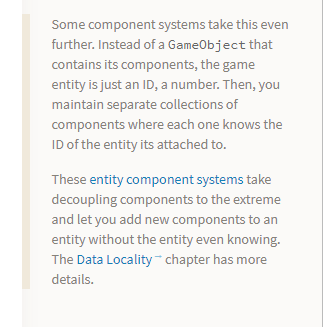 Some component systems take this even
further. Instead of a GameObject that
contains its components, the game
entity is just an ID, a number. Then, you
maintain separate collections of
components where each one knows the
ID of the entity its attached to.
These entity component systems take
decoupling components to the extreme
and let you add new components to an
entity without the entity even knowing.
The Data Locality → chapter has more
details.